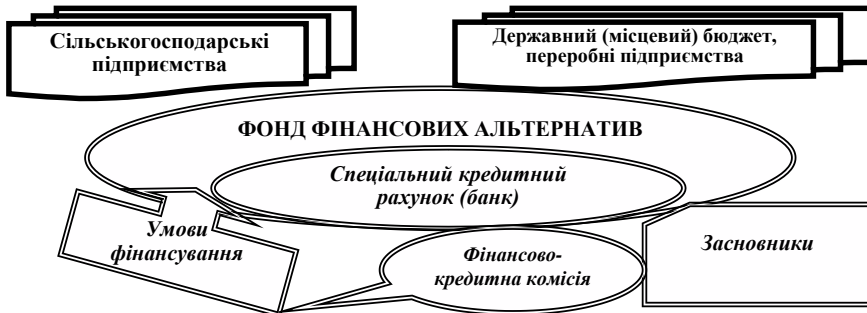 Сільськогосподарські
підприємства
Державний (місцевий) бюджет,
переробні підприємства
ФОНД ФІНАНСОВИХ АЛЬТЕРНАТИВ
Спеціальний кредитний
рахунок (банк)
Умови
фінансування
Фінансово-
кредитна комісія
Засновники